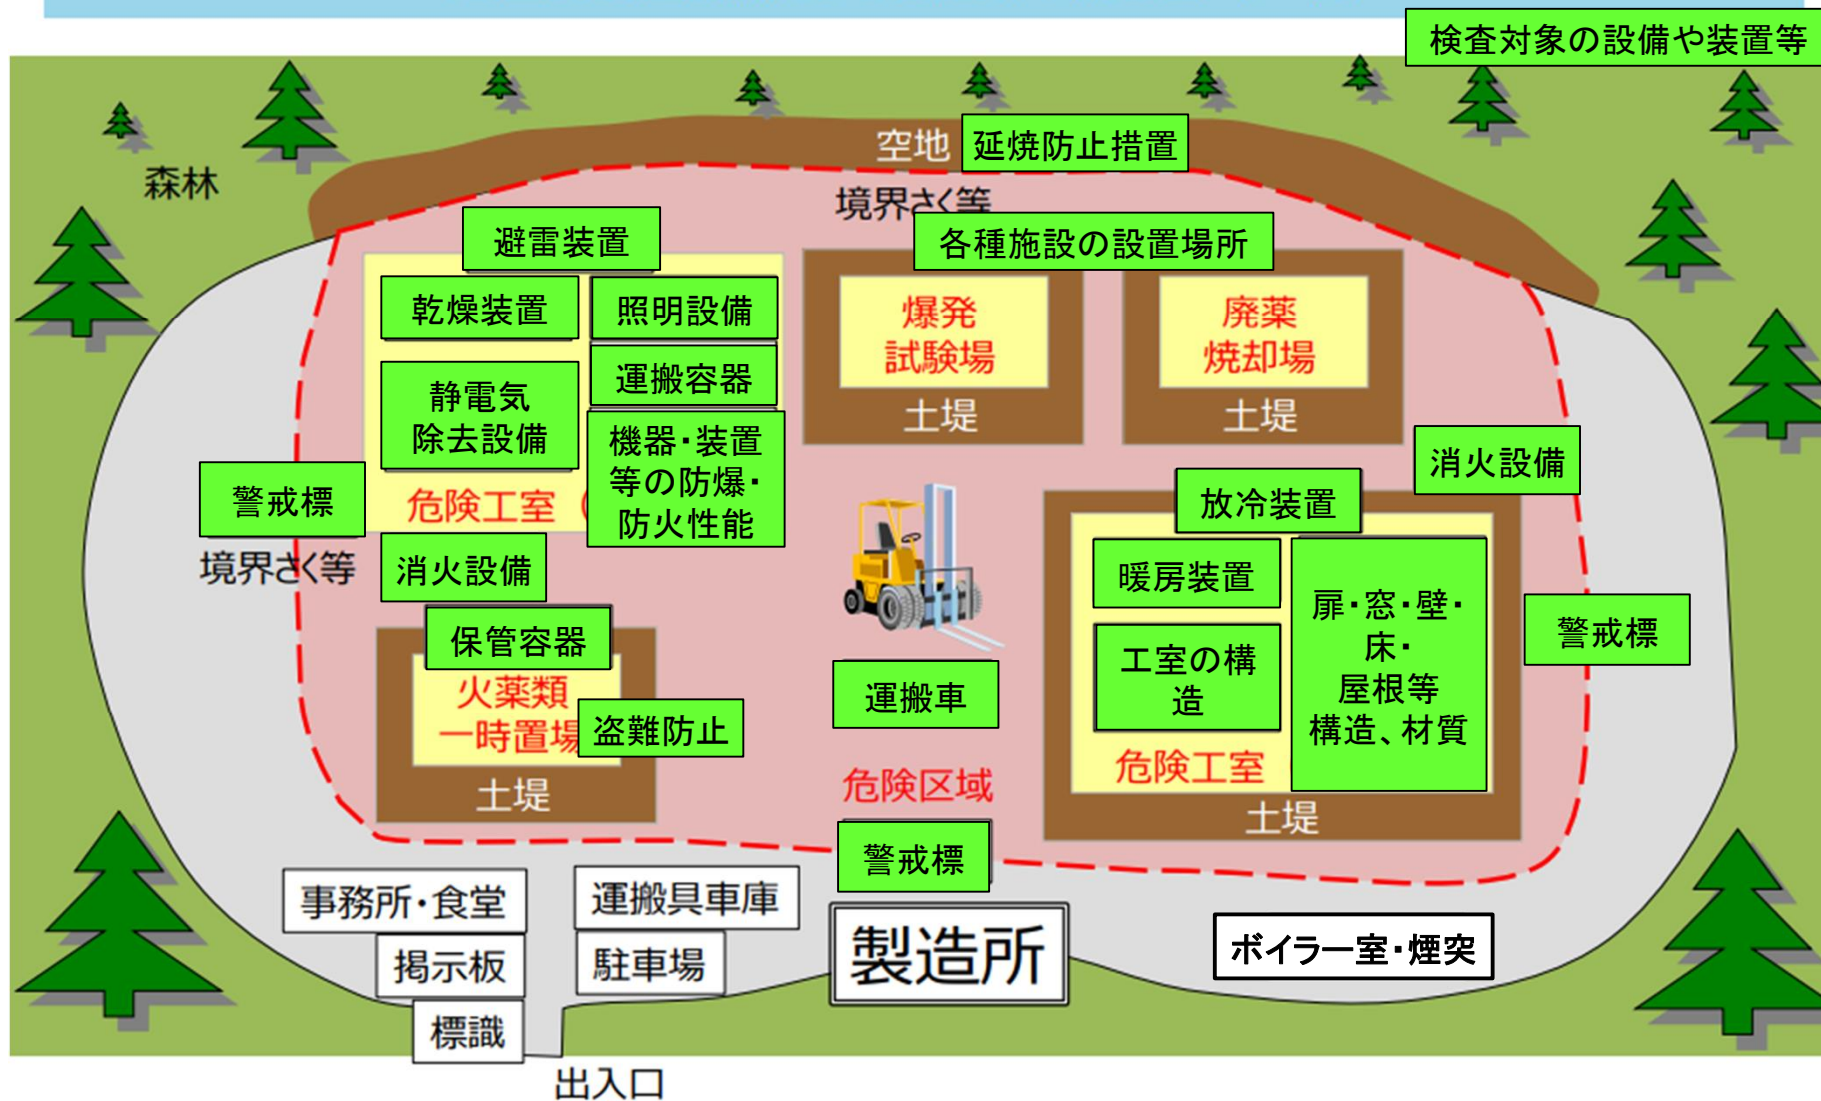 検査対象の設備や装置等
空地
延焼防止措置
森林
境界さく等
避雷装置
各種施設の設置場所
乾燥装置
照明設備
爆発
試験場
廃薬
焼却場
運搬容器
静電気
除去設備
土堤
土堤
機器・装置
等の防爆・
防火性能
消火設備
警戒標
危険工室(
放冷装置
境界さく等
消火設備
暖房装置
扉・窓・壁・
床・
屋根等
構造、材質
警戒標
保管容器
工室の構
造
運搬車
火薬類
一時置場
盗難防止
危険工室
土堤
危険区域
土堤
警戒標
事務所・食堂
運搬具車庫
製造所
ボイラー室・煙突
掲示板
駐車場
標識
出入口